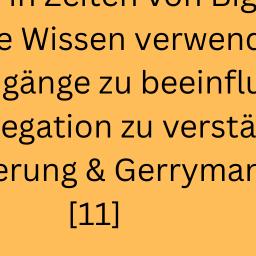 in Zeiten von Big
e Wissen verwend
gänge zu beeinflu
egation zu verstä
erung & Gerryman
[11]